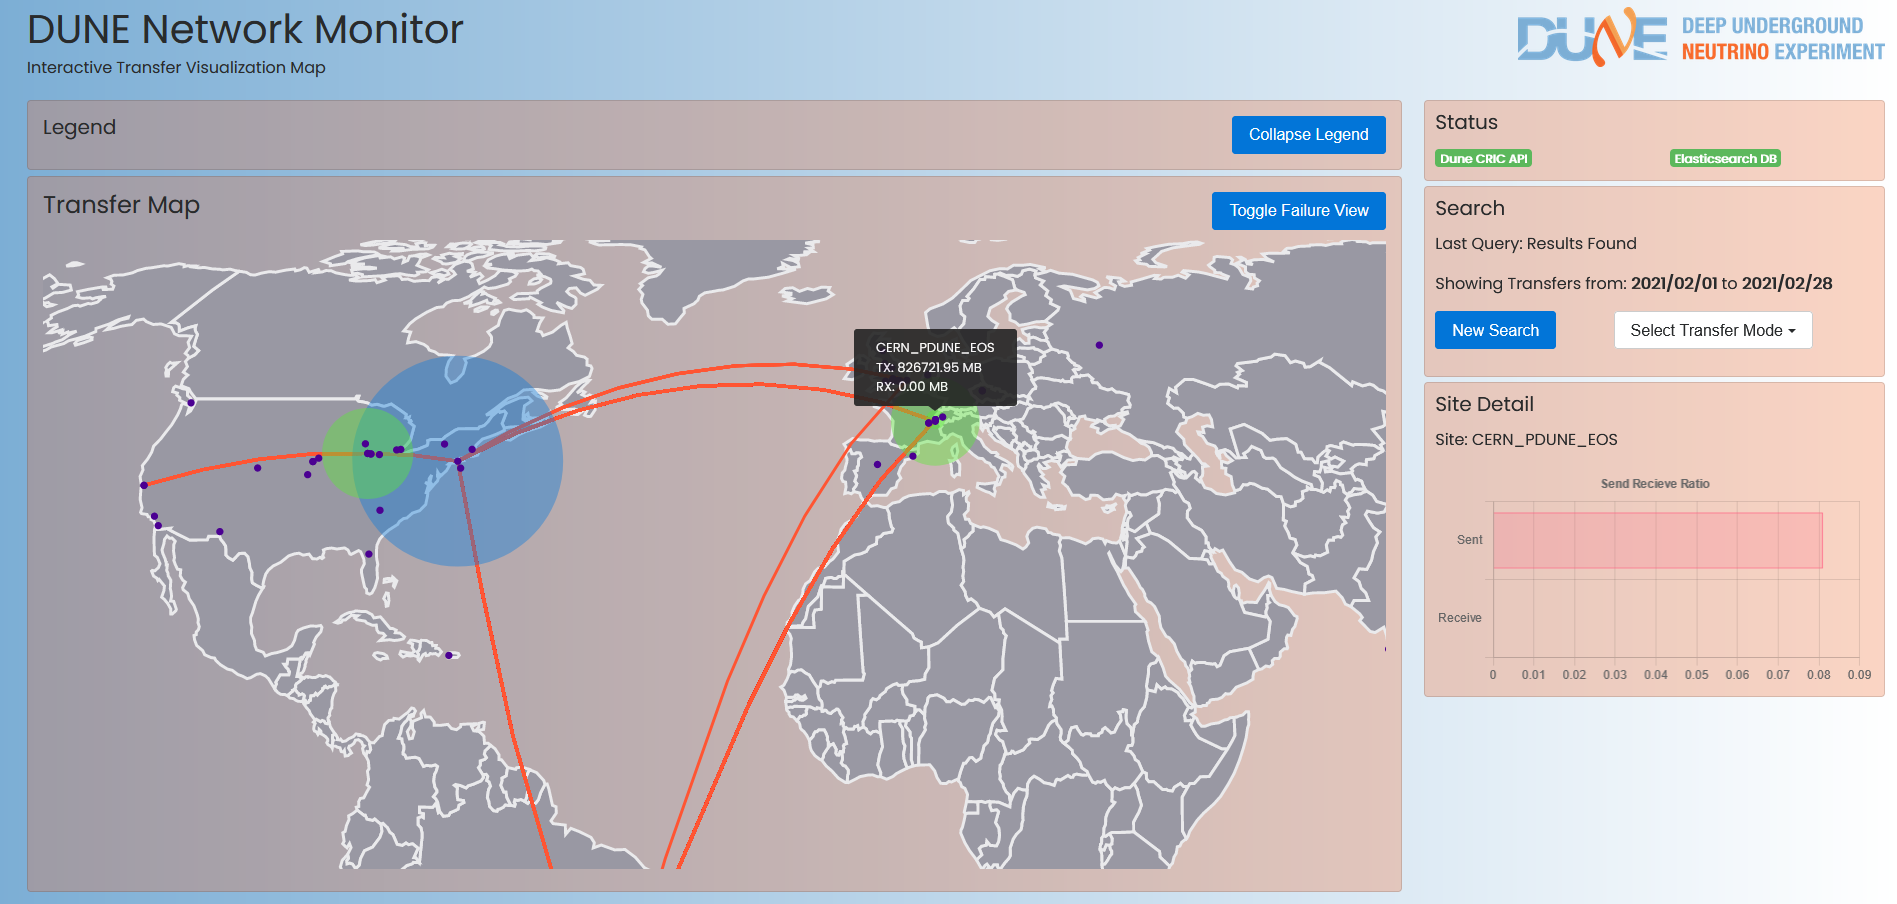 DUNE Network Monitor
Interactive Transfer Visualization Map
DUNE
DEEP UNDERGROUND
NEUTRINO EXPERIMENT
Legend
Collapse Legend
Transfer Map
Toggle Failure View
CERN_PDUNE_EOS
TX: 826721.95 MB
RX: 0.00 MB
Status
Dune CRIC API
Elasticsearch DB
Search
Last Query: Results Found
Showing Transfers from: 2021/02/01 to 2021/02/28
New Search
Select Transfer Mode
Site Detail
Site: CERN_PDUNE_EOS
Send Recieve Ratio
Sent
Receive
0 0.01 0.02 0.03 0.04 0.05 0.06 0.07 0.08 0.09